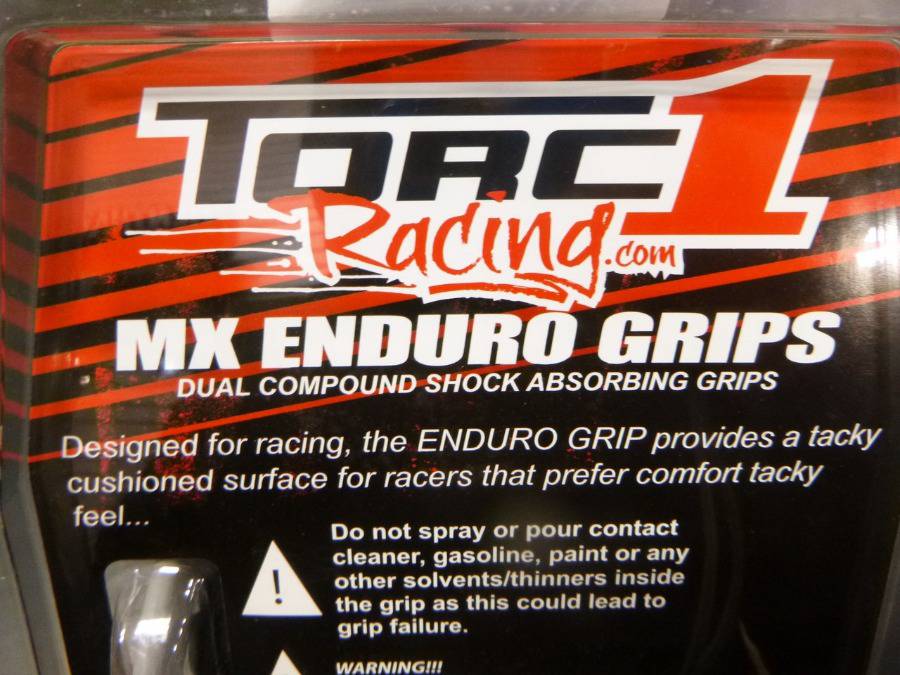 TORC1
Racing.com
MX ENDURO GRIPS
DUAL COMPOUND SHOCK ABSORBING GRIPS
Designed for racing, the ENDURO GRIP provides a tacky
cushioned surface for racers that prefer comfort tacky
feel...
Do not spray or pour contact
cleaner, gasoline, paint or any
other solvents/thinners inside
the grip as this could lead to
grip failure.
!
WARNING!!!